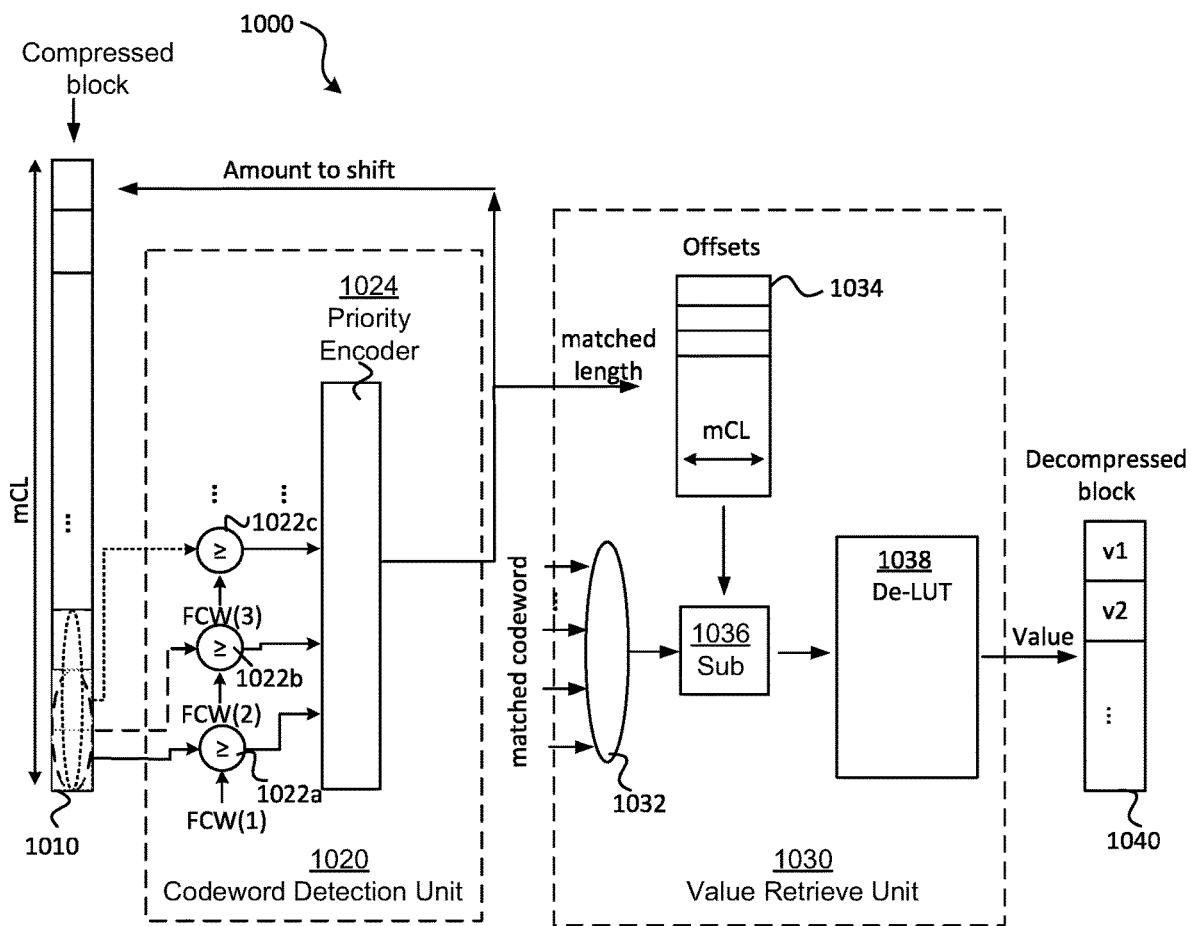 1000
Compressed
block
Amount to shift
mCL
...
1024
Priority
Encoder
... ...
1022c
≥
FCW(3)
≥
1022b
FCW(2)
≥
1022a
FCW(1)
1010
1020
Codeword Detection Unit
Offsets
1034
matched
length
mCL
matched codeword
1032
1036
Sub
1038
De-LUT
Value
Decompressed
block
v1
v2
...
1040
1030
Value Retrieve Unit